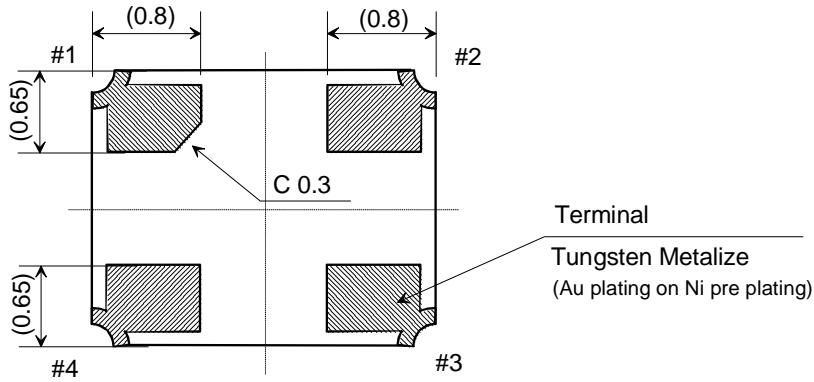 (0.8)
(0.8)
#1
#2
(0.65)
C 0.3
Terminal
Tungsten Metalize
(Au plating on Ni pre plating)
(0.65)
#4
#3